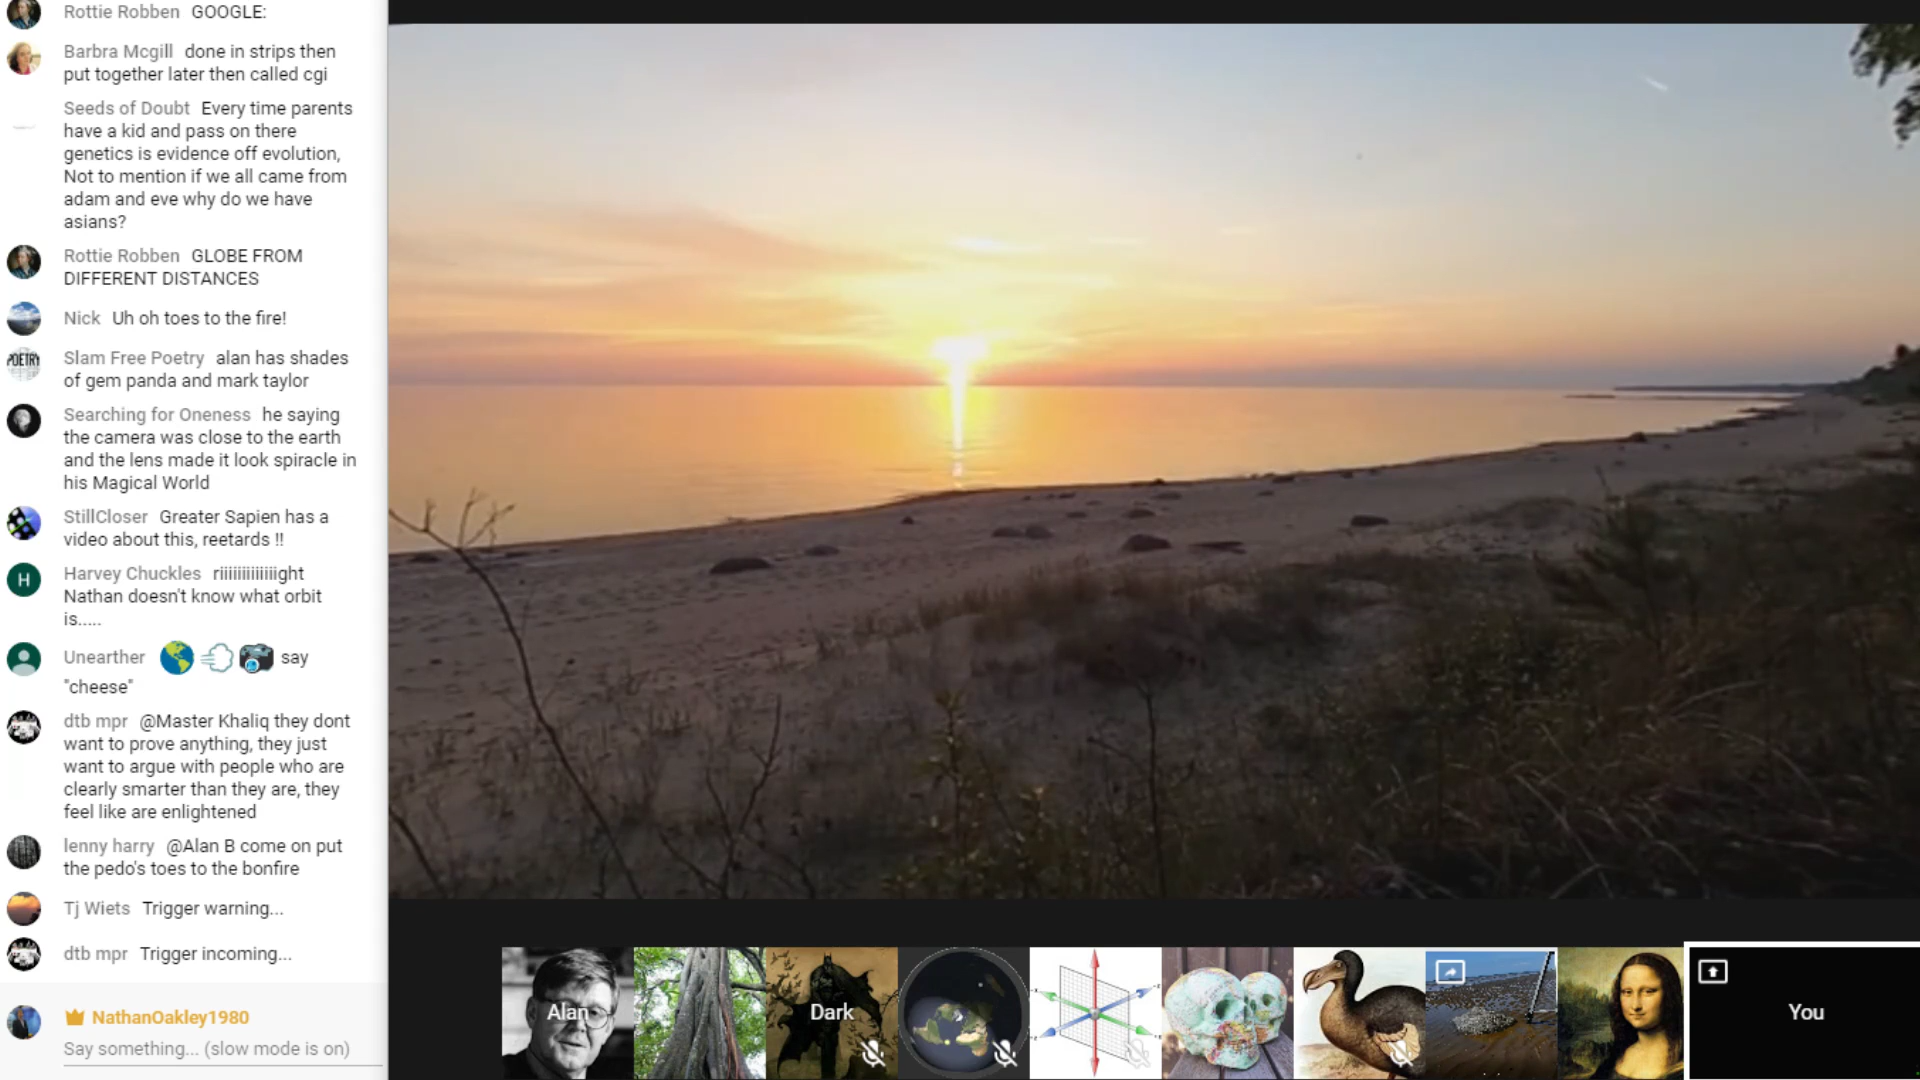 Rottie Robben GOOGLE:
Barbra Mcgill done in strips then
put together later then called cgi
Seeds of Doubt Every time parents
have a kid and pass on there
genetics is evidence off evolution,
Not to mention if we all came from
adam and eve why do we have
asians?
Rottie Robben GLOBE FROM
DIFFERENT DISTANCES
Nick Uh oh toes to the fire!
POETRY
Slam Free Poetry alan has shades
of gem panda and mark taylor
Searching for Oneness he saying
the camera was close to the earth
and the lens made it look spiracle in
his Magical World
StillCloser Greater Sapien has a
video about this, reetards !!
H
Harvey Chuckles riiiiiiiiiiiiiight
Nathan doesn't know what orbit
is.....
Unearther say
"cheese"
dtb mpr @Master Khaliq they dont
want to prove anything, they just
want to argue with people who are
clearly smarter than they are, they
feel like are enlightened
lenny harry @Alan B come on put
the pedo's toes to the bonfire
Tj Wiets Trigger warning...
dtb mpr Trigger incoming...
NathanOakley1980
Say something... (slow mode is on)
Alan
Dark
You